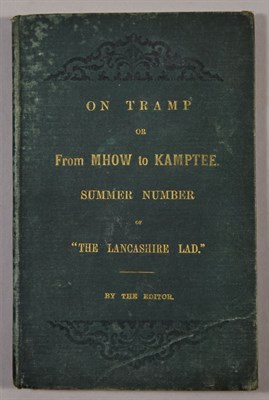 ON TRAMP
OR
From MHOW to KAMPTEE.
SUMMER NUMBER
OF
"THE LANCASHIRE LAD."
BY THE EDITOR.